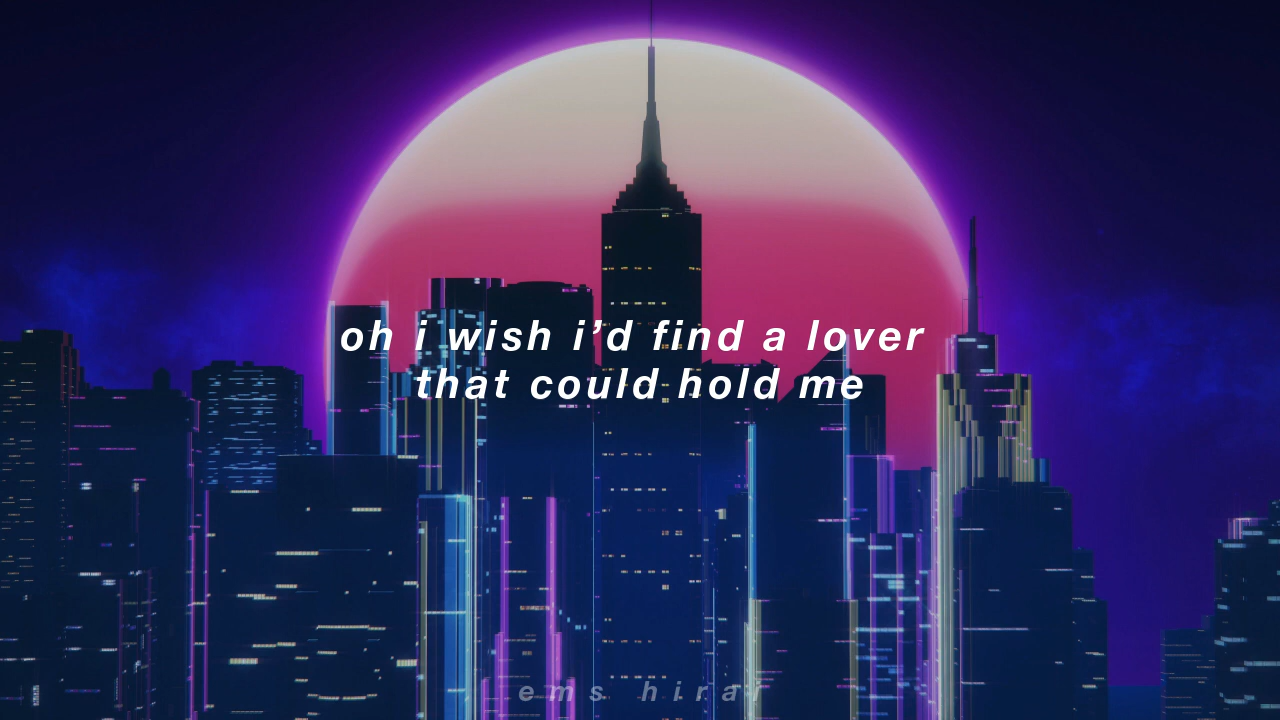 oh i wish i’d find a lover
that could hold me
ems hirai